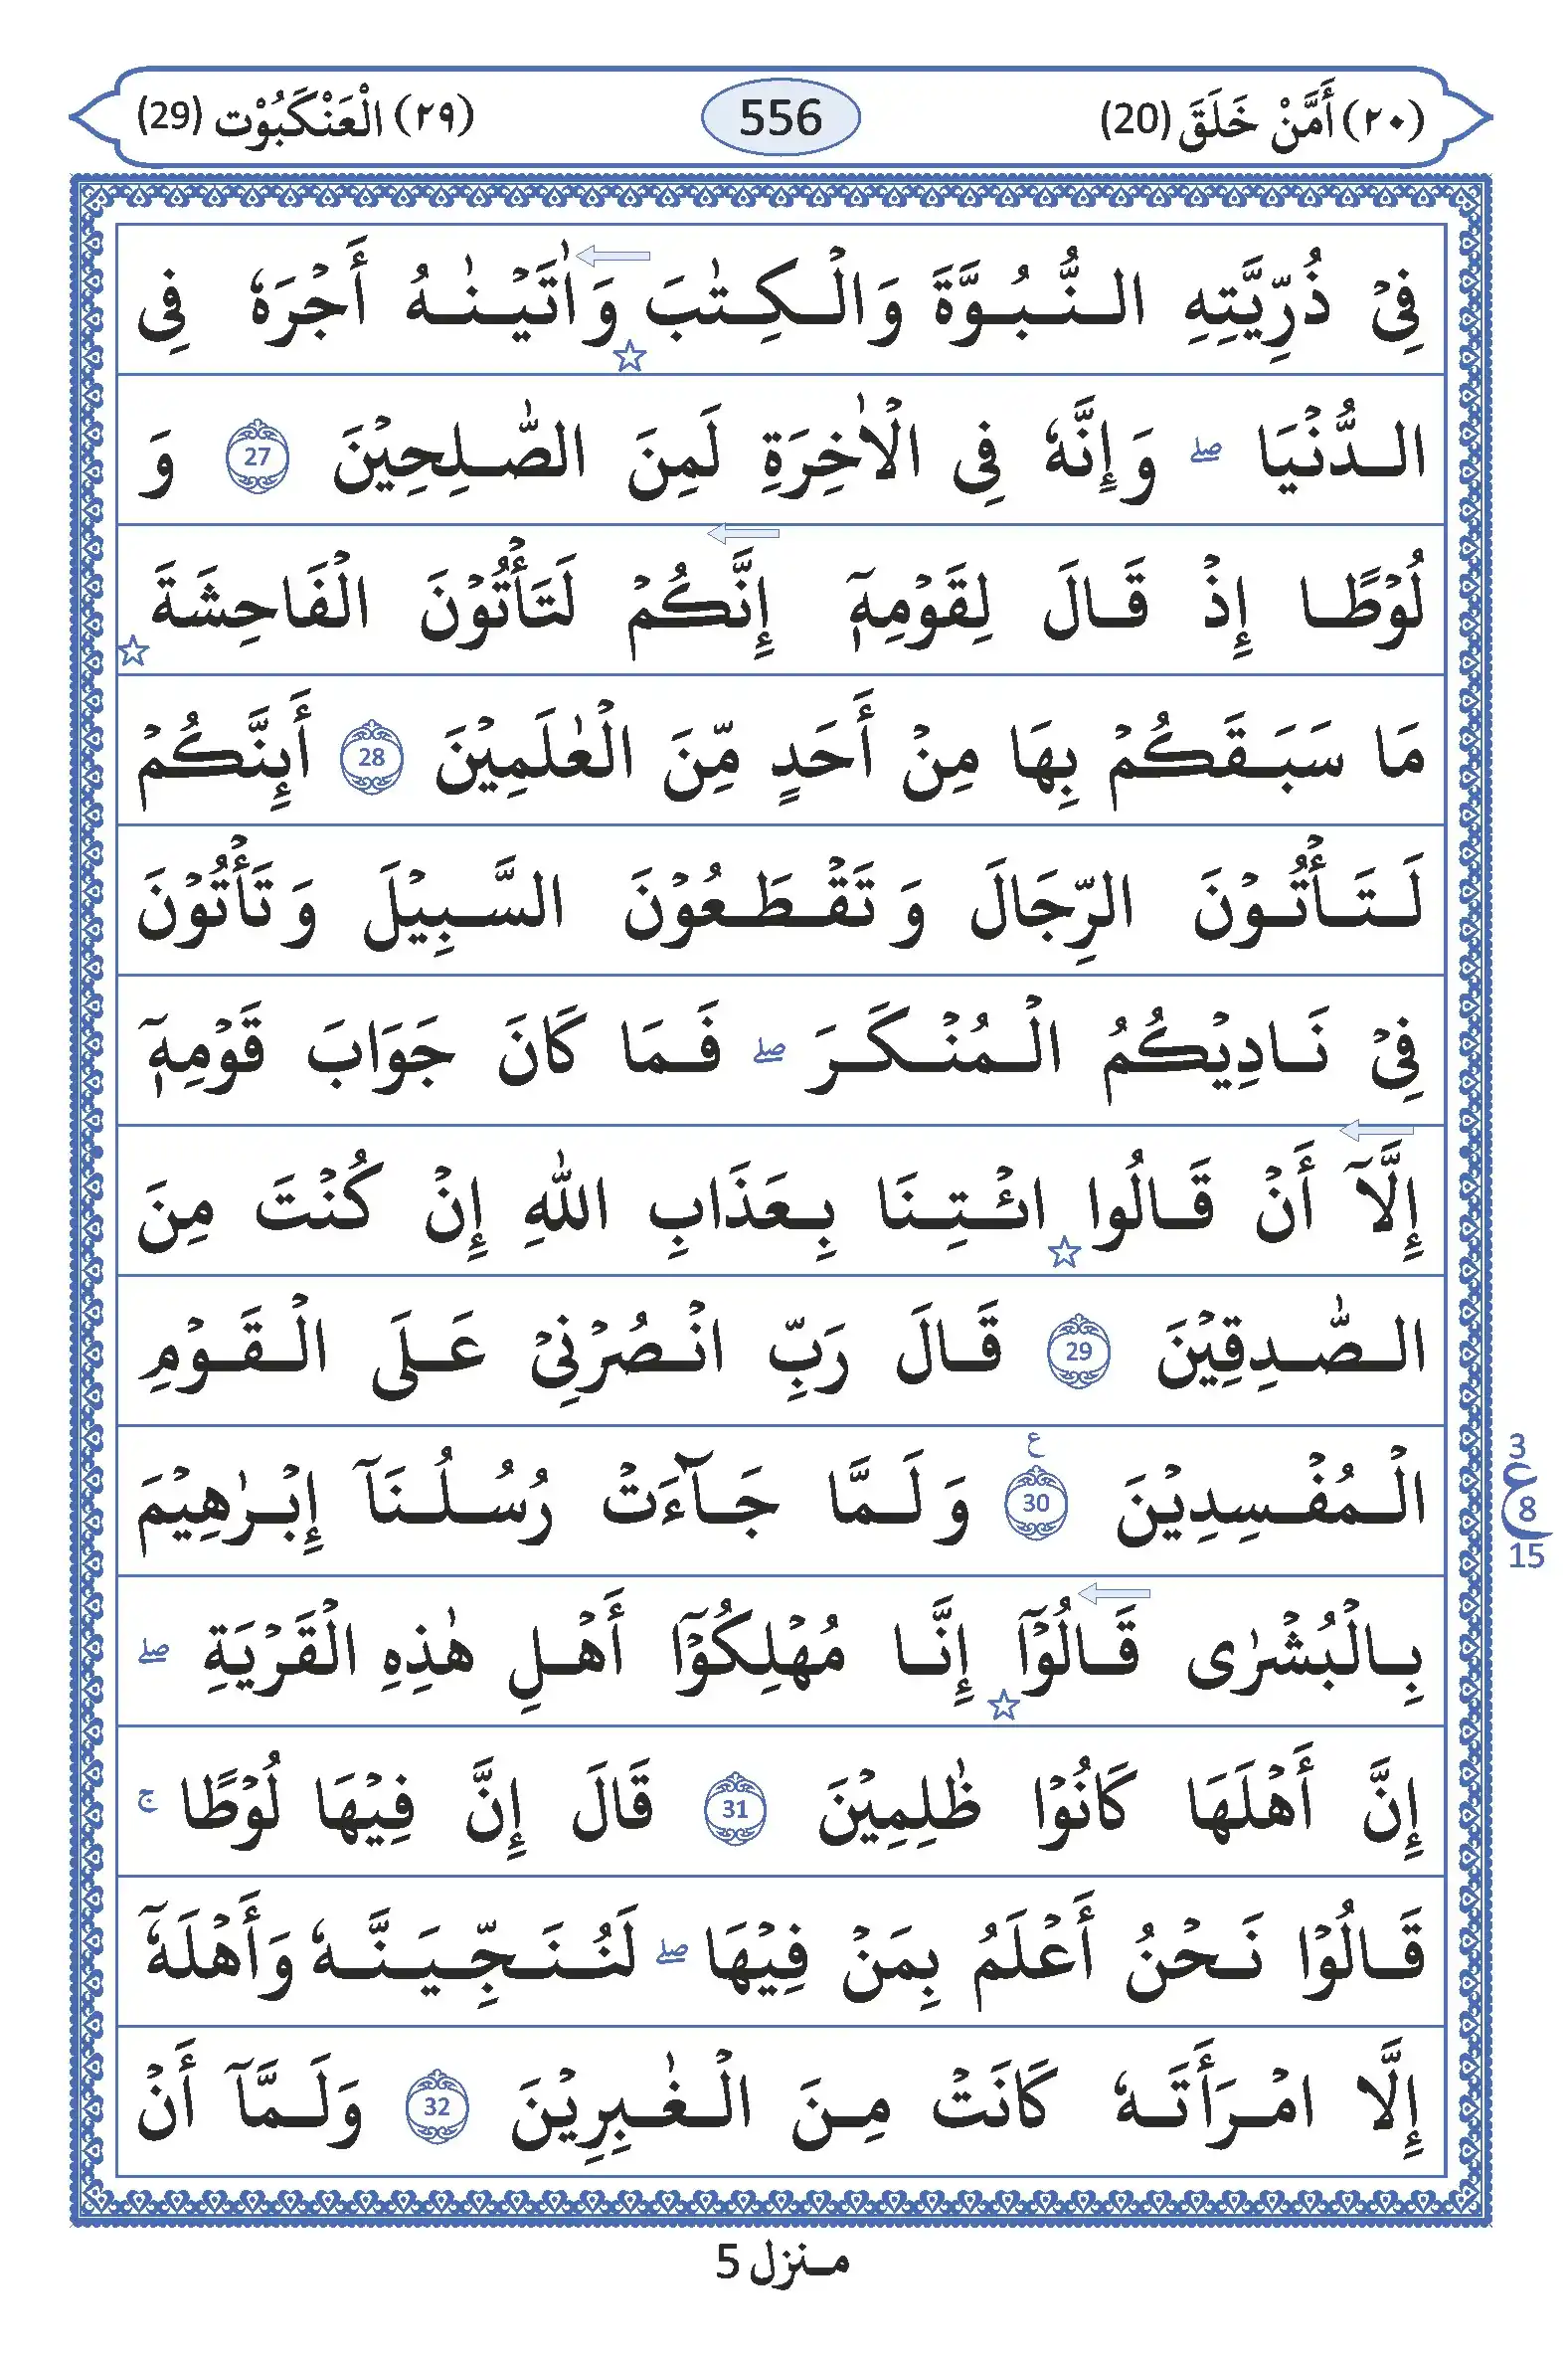 (٢٠) أَمَّنْ خَلَقَ (20) 556 (٢٩) الْعَنْكَبُوْت (29)
فِىْ ذُرِّيَّتِهِ النُّبُوَّةَ وَالْكِتٰبَ وَاٰتَيْنٰهُ أَجْرَهٗ فِى
الدُّنْيَا ۖ وَإِنَّهٗ فِى الْاٰخِرَةِ لَمِنَ الصّٰلِحِيْنَ 27 وَ
لُوْطًا إِذْ قَالَ لِقَوْمِهٖٓ إِنَّكُمْ لَتَأْتُوْنَ الْفَاحِشَةَ
مَا سَبَقَكُمْ بِهَا مِنْ أَحَدٍ مِّنَ الْعٰلَمِيْنَ 28 أَئِنَّكُمْ
لَتَأْتُوْنَ الرِّجَالَ وَتَقْطَعُوْنَ السَّبِيْلَ وَتَأْتُوْنَ
فِىْ نَادِيْكُمُ الْمُنْكَرَ ۖ فَمَا كَانَ جَوَابَ قَوْمِهٖٓ
إِلَّآ أَنْ قَالُوا ائْتِنَا بِعَذَابِ اللّٰهِ إِنْ كُنْتَ مِنَ
الصّٰدِقِيْنَ 29 قَالَ رَبِّ انْصُرْنِىْ عَلَى الْقَوْمِ
الْمُفْسِدِيْنَ 30 ع وَلَمَّا جَآءَتْ رُسُلُنَآ إِبْرٰهِيْمَ
3
8
15
بِالْبُشْرٰى قَالُوْٓا إِنَّا مُهْلِكُوْٓا أَهْلِ هٰذِهِ الْقَرْيَةِ ۖ
إِنَّ أَهْلَهَا كَانُوْا ظٰلِمِيْنَ 31 قَالَ إِنَّ فِيْهَا لُوْطًا ۚ
قَالُوْا نَحْنُ أَعْلَمُ بِمَنْ فِيْهَا ۖ لَنُنَجِّيَنَّهٗ وَأَهْلَهٗٓ
إِلَّا امْرَأَتَهٗ كَانَتْ مِنَ الْغٰبِرِيْنَ 32 وَلَمَّآ أَنْ
منزل 5